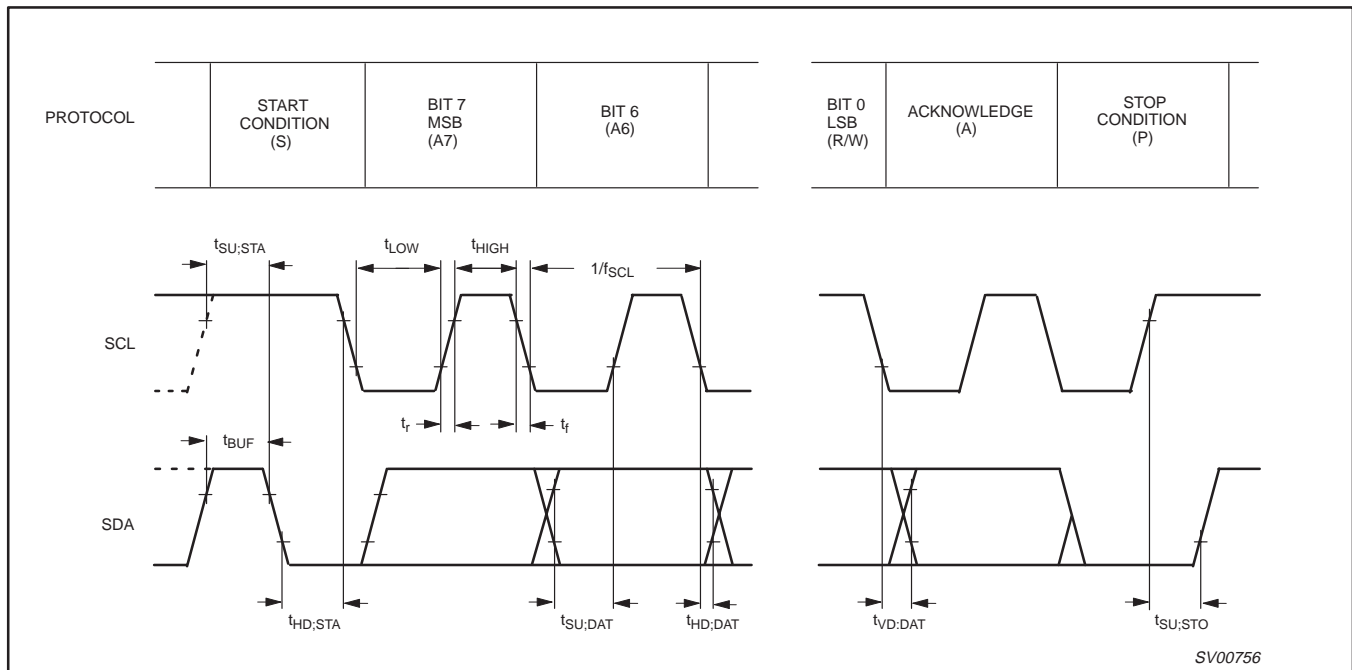 PROTOCOL
START
CONDITION
(S)
BIT 7
MSB
(A7)
BIT 6
(A6)
BIT 0
LSB
(R/W)
ACKNOWLEDGE
(A)
STOP
CONDITION
(P)
tSU;STA
tLOW
tHIGH
1/fSCL
SCL
tr
tf
tBUF
SDA
tHD;STA
tSU;DAT
tHD;DAT
tVD:DAT
tSU;STO
SV00756